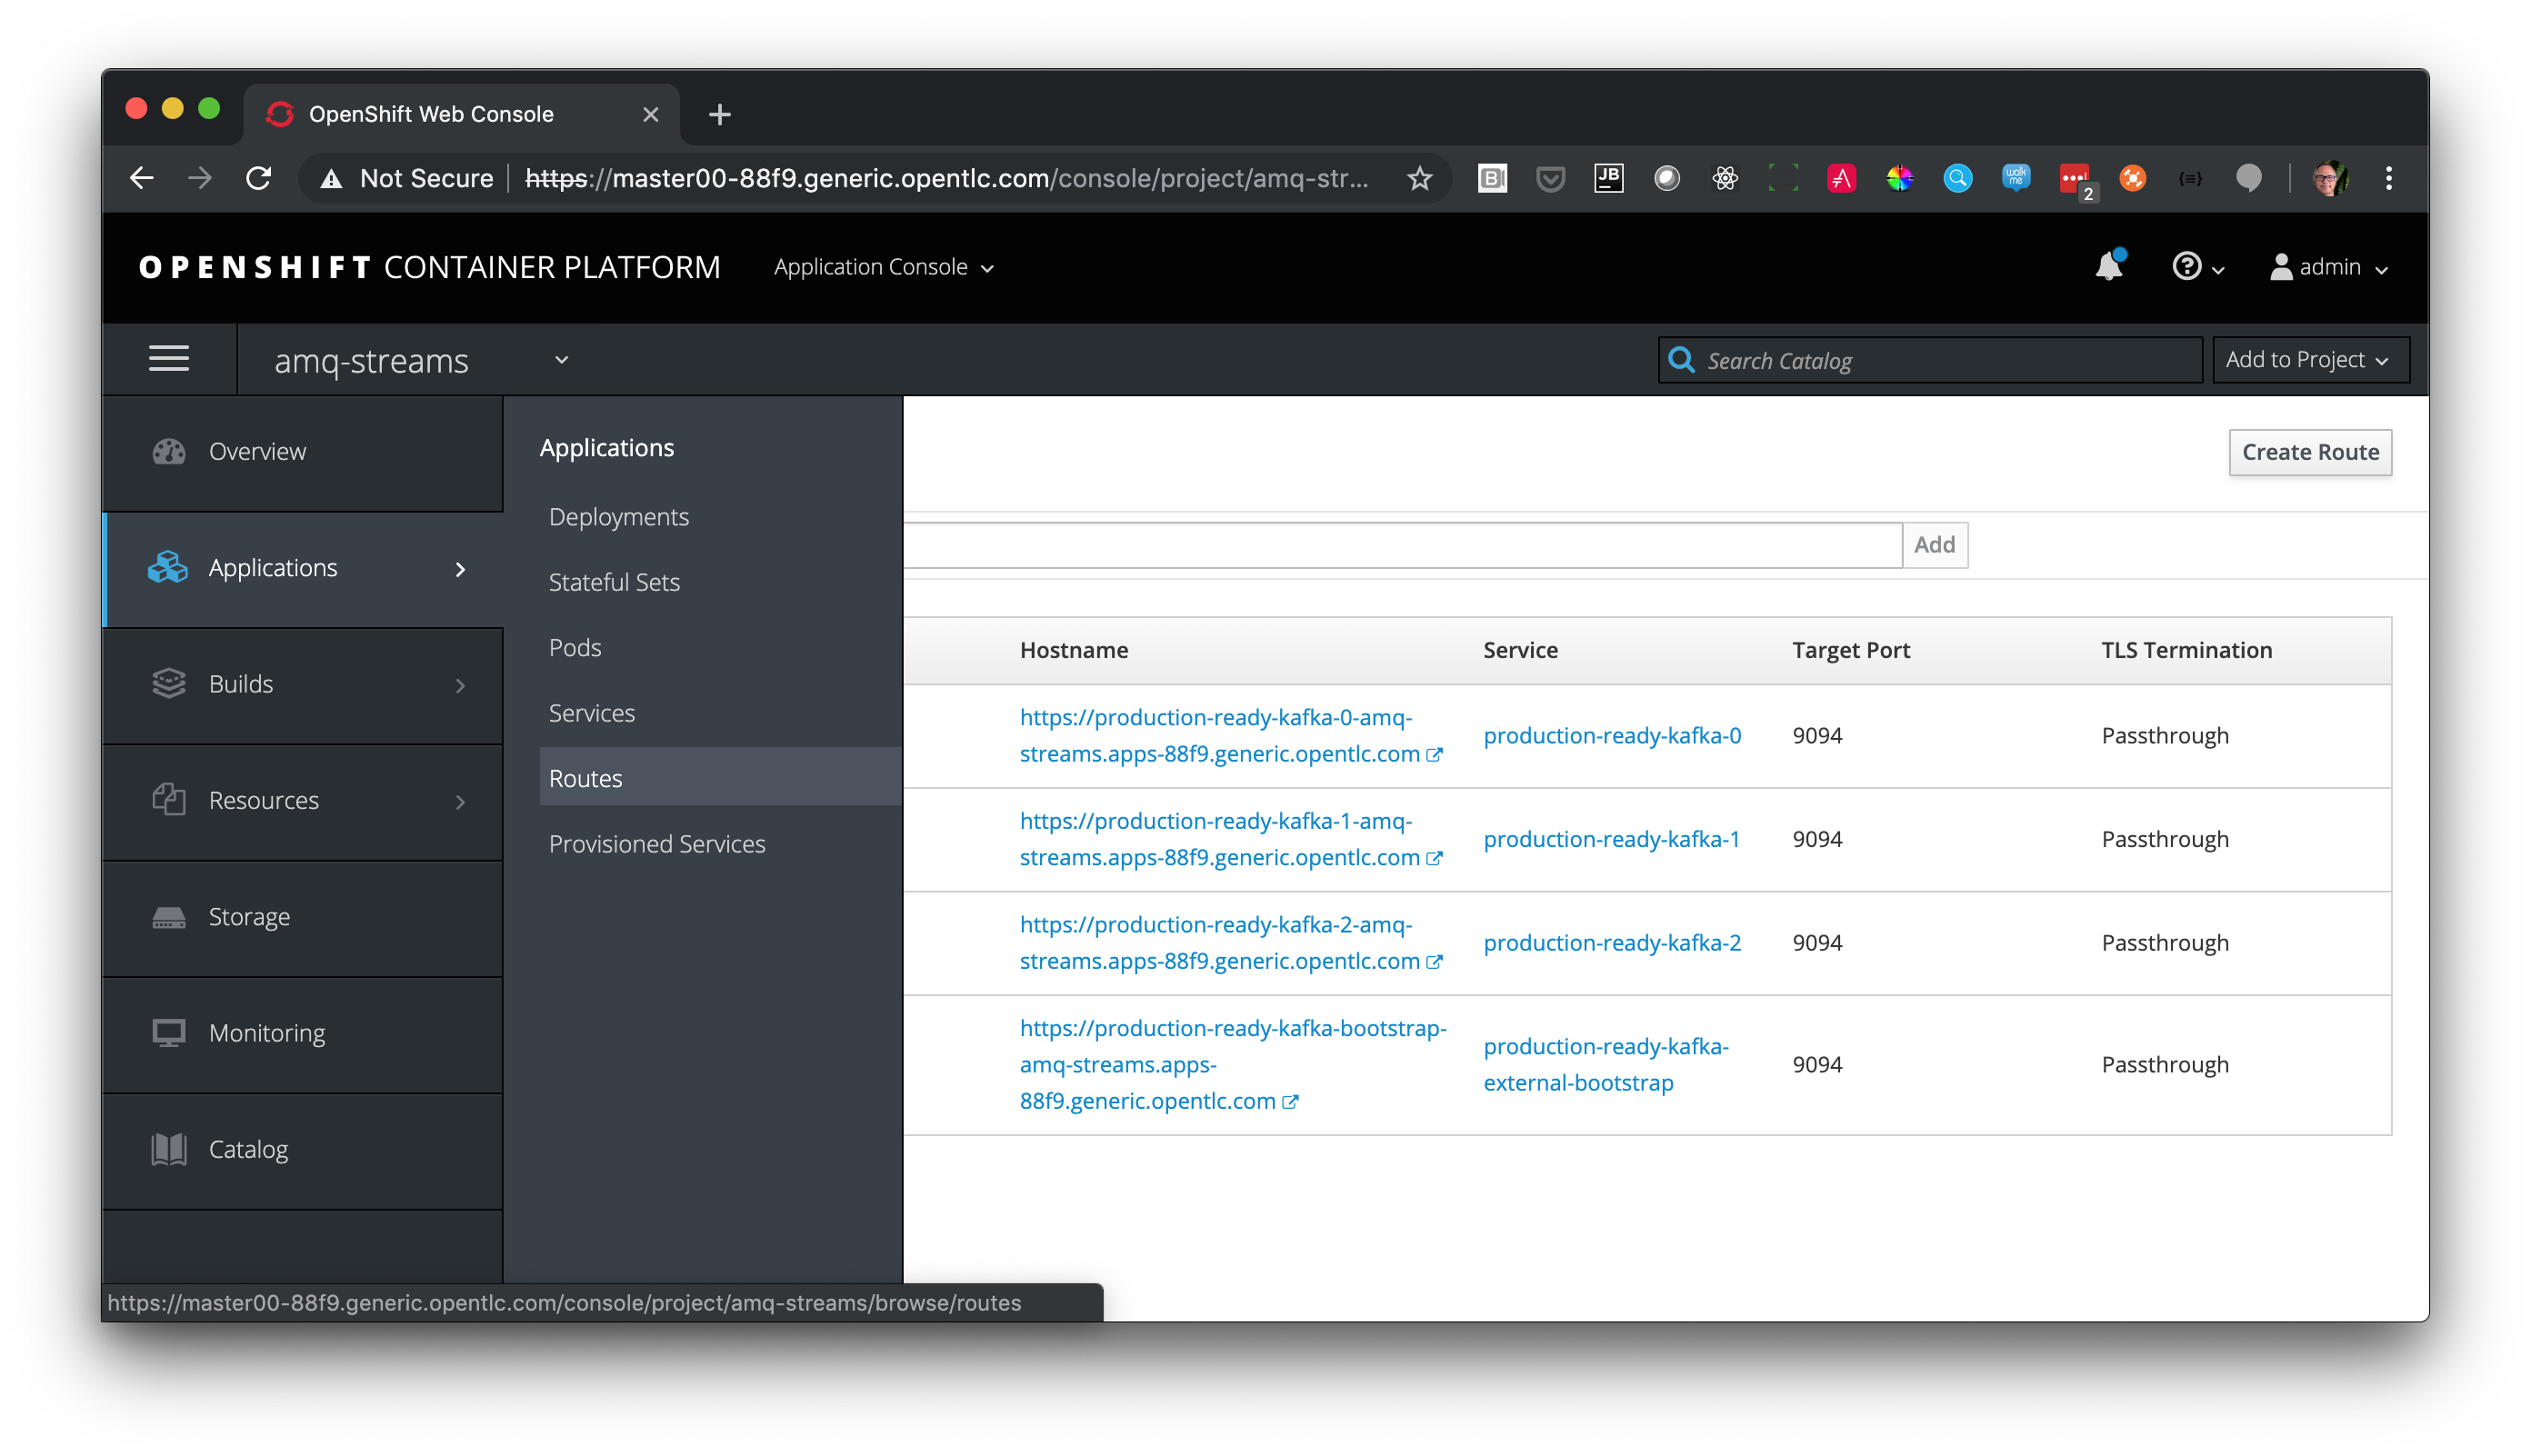 OpenShift Web Console
Not Secure https://master00-88f9.generic.opentlc.com/console/project/amq-str...
JB
walk me
2
OPENSHIFT CONTAINER PLATFORM
Application Console
admin
amq-streams
Search Catalog
Add to Project
Overview
Applications
Builds
Resources
Storage
Monitoring
Catalog
Applications
Deployments
Stateful Sets
Pods
Services
Routes
Provisioned Services
Create Route
Add
Hostname Service Target Port TLS Termination
https://production-ready-kafka-0-amq-
streams.apps-88f9.generic.opentlc.com
production-ready-kafka-0 9094 Passthrough
https://production-ready-kafka-1-amq-
streams.apps-88f9.generic.opentlc.com
production-ready-kafka-1 9094 Passthrough
https://production-ready-kafka-2-amq-
streams.apps-88f9.generic.opentlc.com
production-ready-kafka-2 9094 Passthrough
https://production-ready-kafka-bootstrap-
amq-streams.apps-
88f9.generic.opentlc.com
production-ready-kafka-
external-bootstrap
9094 Passthrough
https://master00-88f9.generic.opentlc.com/console/project/amq-streams/browse/routes